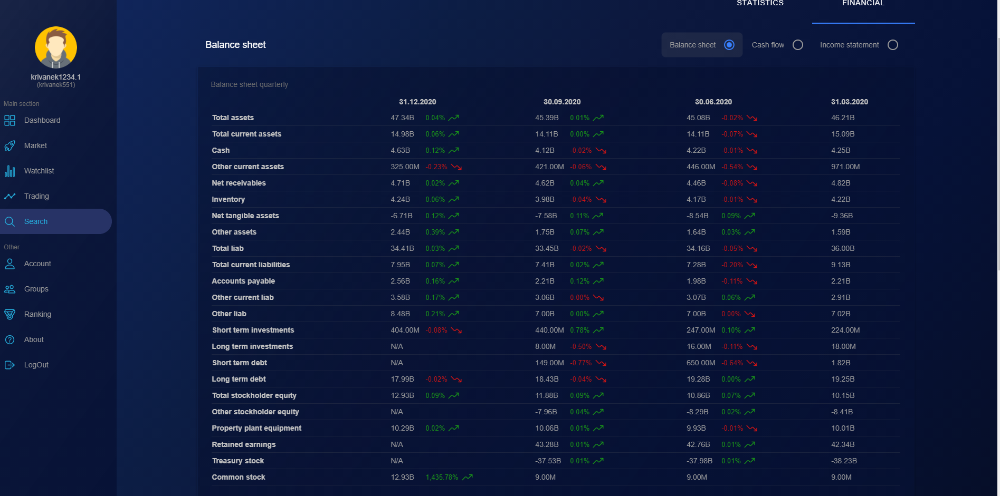 STATISTICS FINANCIAL
Balance sheet Balance sheet Cash flow Income statement
krivanek1234.1
(krivanek551)
Main section
Dashboard
Market
Watchlist
Trading
Search
Other
Account
Groups
Ranking
About
LogOut
Balance sheet quarterly
31.12.2020 30.09.2020 30.06.2020 31.03.2020
Total assets 47.34B 0.04% 45.39B 0.01% 45.08B -0.02% 46.21B
Total current assets 14.98B 0.06% 14.11B 0.00% 14.11B -0.07% 15.09B
Cash 4.63B 0.12% 4.12B -0.02% 4.22B -0.01% 4.25B
Other current assets 325.00M -0.23% 421.00M -0.06% 446.00M -0.54% 971.00M
Net receivables 4.71B 0.02% 4.62B 0.04% 4.46B -0.08% 4.82B
Inventory 4.24B 0.06% 3.98B -0.04% 4.17B -0.01% 4.22B
Net tangible assets -6.71B 0.12% -7.58B 0.11% -8.54B 0.09% -9.36B
Other assets 2.44B 0.39% 1.75B 0.07% 1.64B 0.03% 1.59B
Total liab 34.41B 0.03% 33.45B -0.02% 34.16B -0.05% 36.00B
Total current liabilities 7.95B 0.07% 7.41B 0.02% 7.28B -0.20% 9.13B
Accounts payable 2.56B 0.16% 2.21B 0.12% 1.98B -0.11% 2.21B
Other current liab 3.58B 0.17% 3.06B 0.00% 3.07B 0.06% 2.91B
Other liab 8.48B 0.21% 7.00B 0.00% 7.00B 0.00% 7.02B
Short term investments 404.00M -0.08% 440.00M 0.78% 247.00M 0.10% 224.00M
Long term investments N/A 8.00M -0.50% 16.00M -0.11% 18.00M
Short term debt N/A 149.00M -0.77% 650.00M -0.64% 1.82B
Long term debt 17.99B -0.02% 18.43B -0.04% 19.28B 0.00% 19.25B
Total stockholder equity 12.93B 0.09% 11.88B 0.09% 10.86B 0.07% 10.15B
Other stockholder equity N/A -7.96B 0.04% -8.29B 0.02% -8.41B
Property plant equipment 10.29B 0.02% 10.06B 0.01% 9.93B -0.01% 10.01B
Retained earnings N/A 43.28B 0.01% 42.76B 0.01% 42.34B
Treasury stock N/A -37.53B 0.01% -37.98B 0.01% -38.23B
Common stock 12.93B 1,435.78% 9.00M 9.00M 9.00M